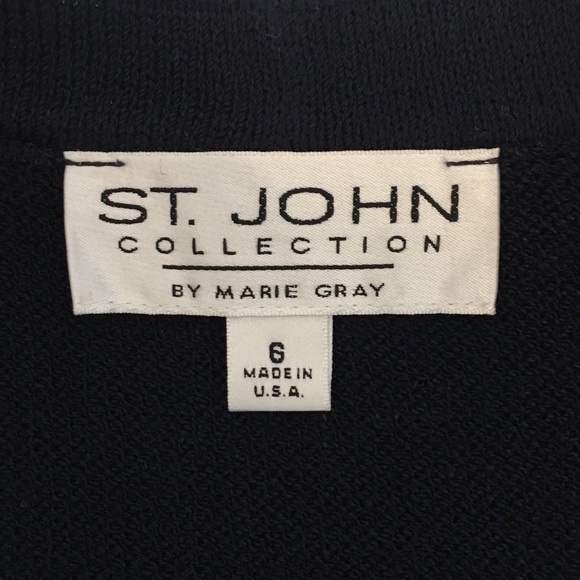 ST. JOHN
COLLECTION
BY MARIE GRAY
6
MADE IN
U.S.A.